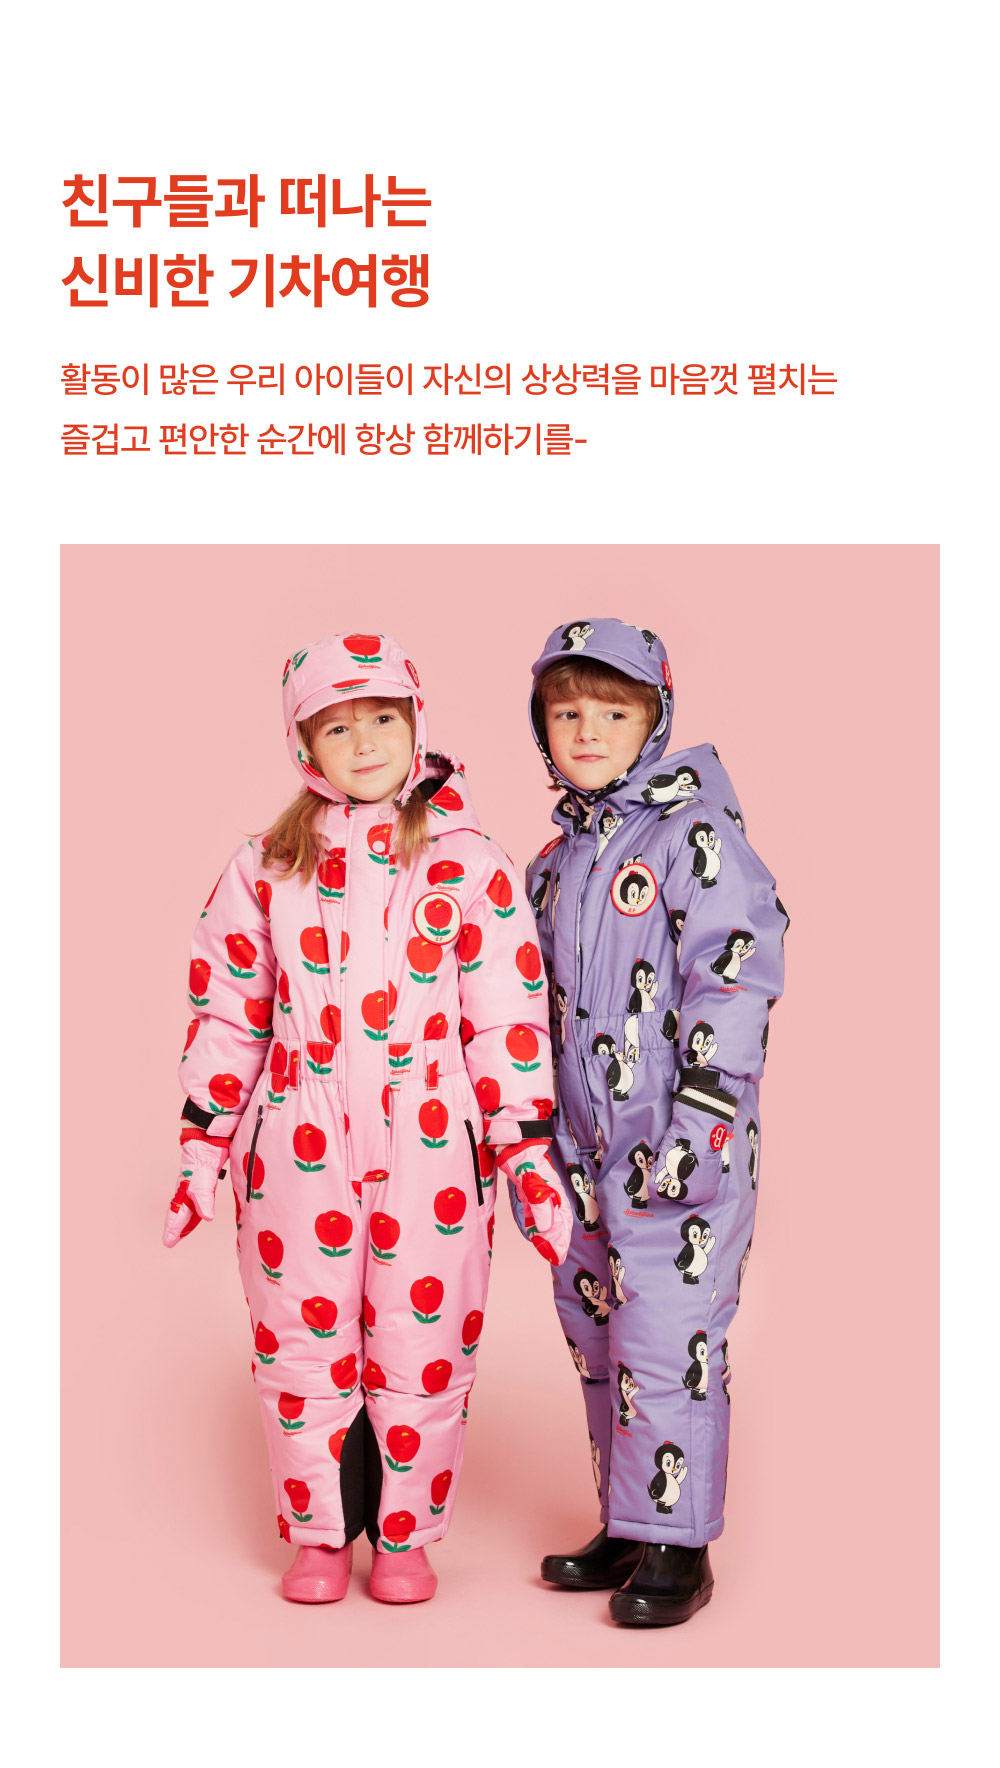 친구들과 떠나는
신비한 기차여행
활동이 많은 우리 아이들이 자신의 상상력을 마음껏 펼치는
즐겁고 편안한 순간에 항상 함께하기를-
B.F
B.F
B